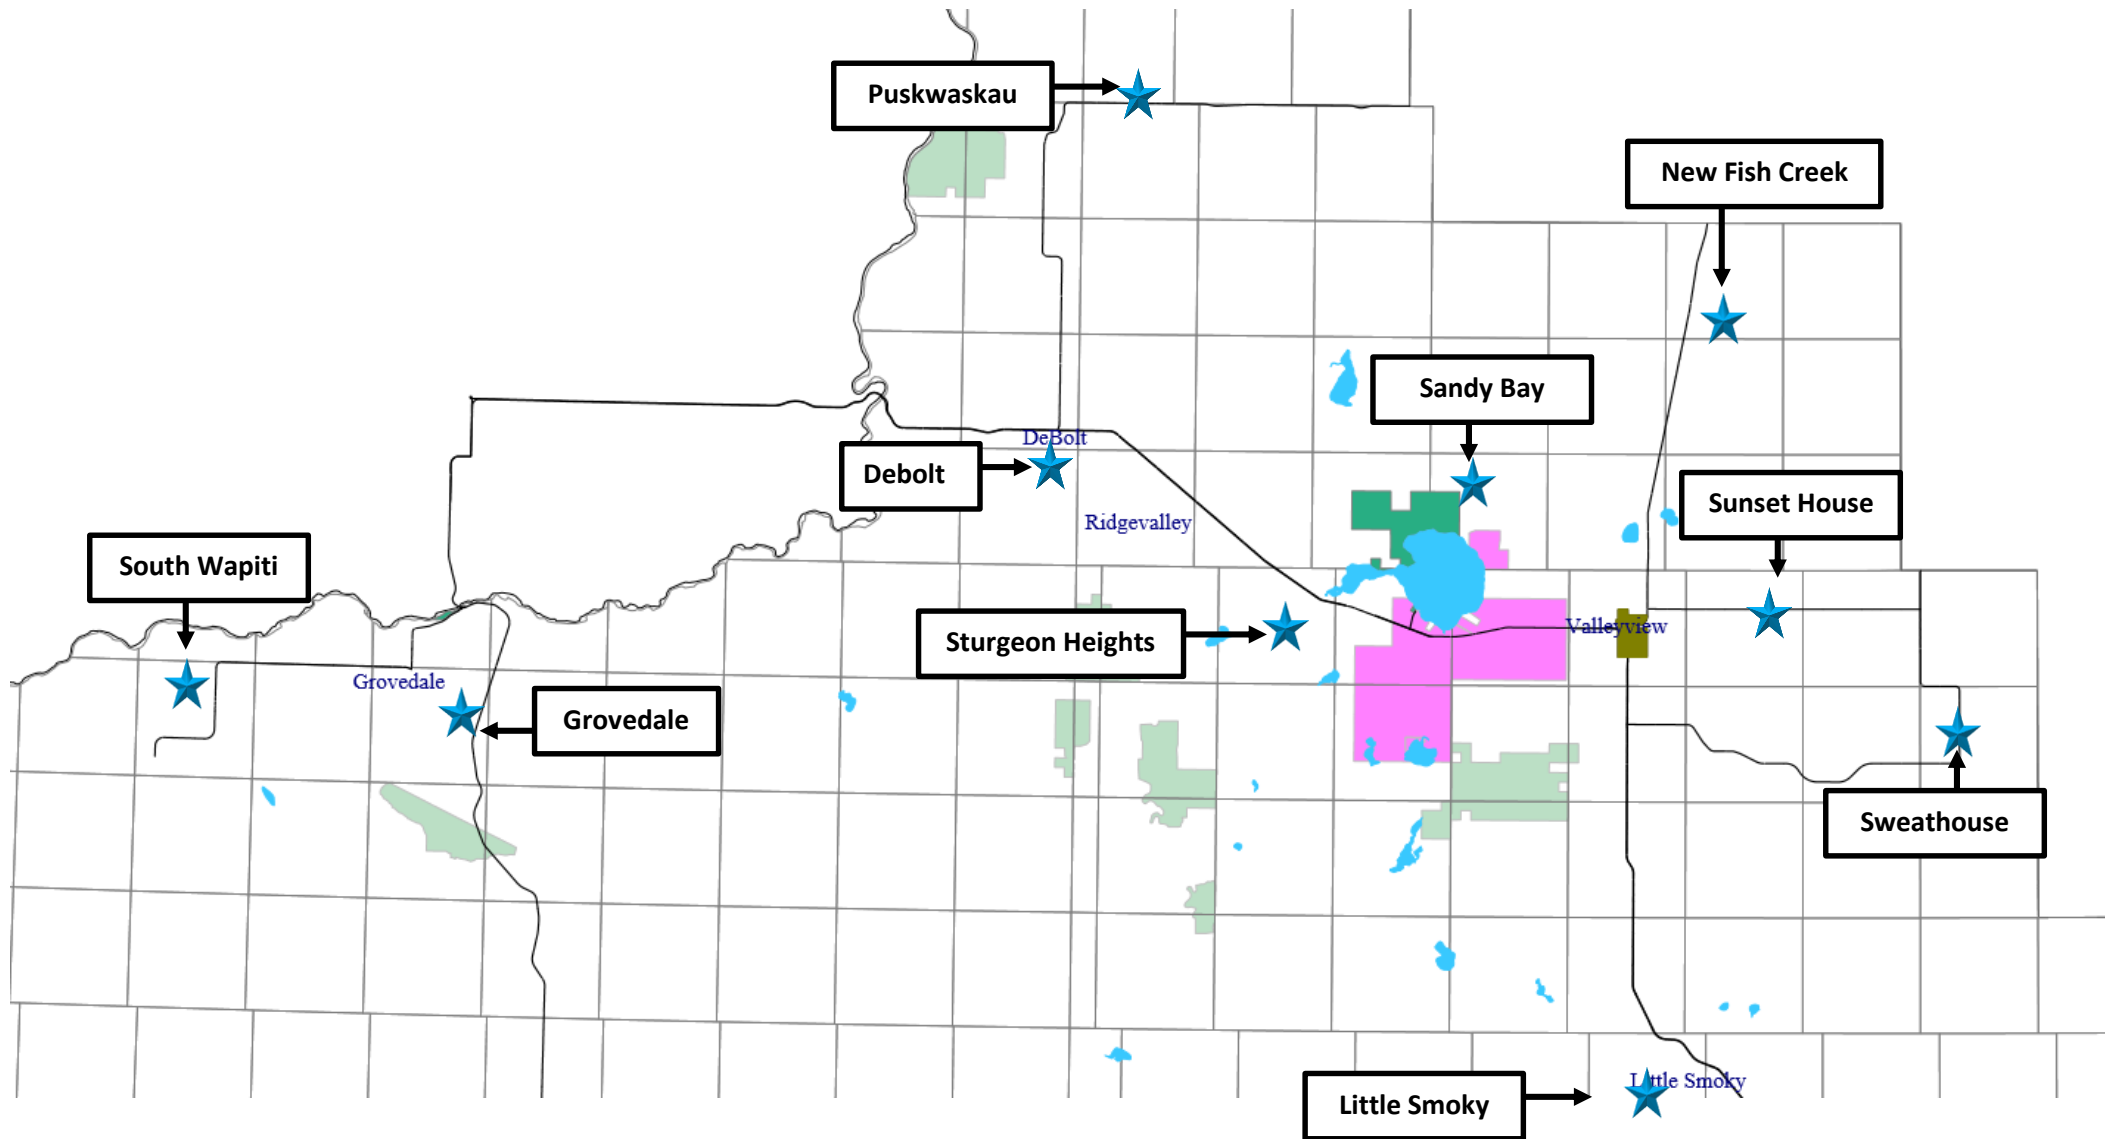 Puskwaskau
New Fish Creek
Sandy Bay
DeBolt
Debolt
Sunset House
Ridgevalley
South Wapiti
Sturgeon Heights
Valleyview
Grovedale
Grovedale
Sweathouse
Little Smoky
Little Smoky